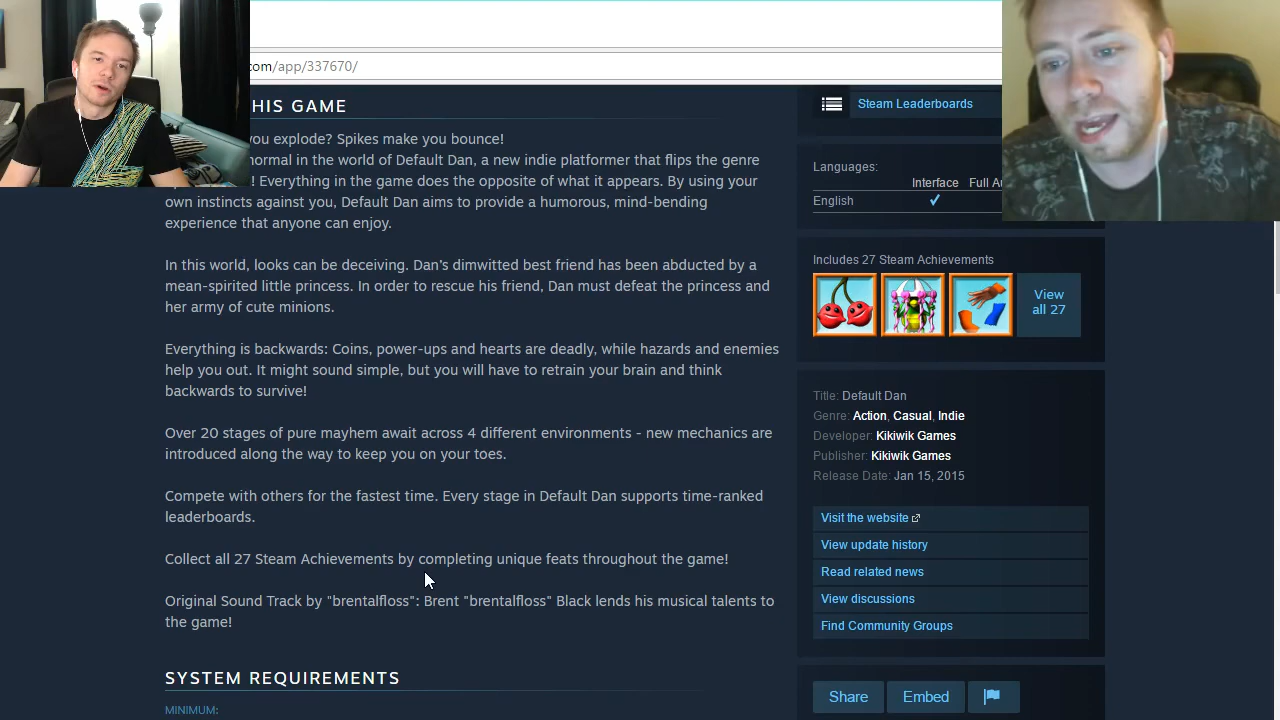 com/app/337670/
HIS GAME
you explode? Spikes make you bounce!
normal in the world of Default Dan, a new indie platformer that flips the genre
! Everything in the game does the opposite of what it appears. By using your
own instincts against you, Default Dan aims to provide a humorous, mind-bending
experience that anyone can enjoy.
In this world, looks can be deceiving. Dan's dimwitted best friend has been abducted by a
mean-spirited little princess. In order to rescue his friend, Dan must defeat the princess and
her army of cute minions.
Everything is backwards: Coins, power-ups and hearts are deadly, while hazards and enemies
help you out. It might sound simple, but you will have to retrain your brain and think
backwards to survive!
Over 20 stages of pure mayhem await across 4 different environments - new mechanics are
introduced along the way to keep you on your toes.
Compete with others for the fastest time. Every stage in Default Dan supports time-ranked
leaderboards.
Collect all 27 Steam Achievements by completing unique feats throughout the game!
Original Sound Track by "brentalfloss": Brent "brentalfloss" Black lends his musical talents to
the game!
SYSTEM REQUIREMENTS
MINIMUM:
Steam Leaderboards
Languages:
Interface Full Au
English
Includes 27 Steam Achievements
View
all 27
Title: Default Dan
Genre: Action, Casual, Indie
Developer: Kikiwik Games
Publisher: Kikiwik Games
Release Date: Jan 15, 2015
Visit the website
View update history
Read related news
View discussions
Find Community Groups
Share Embed